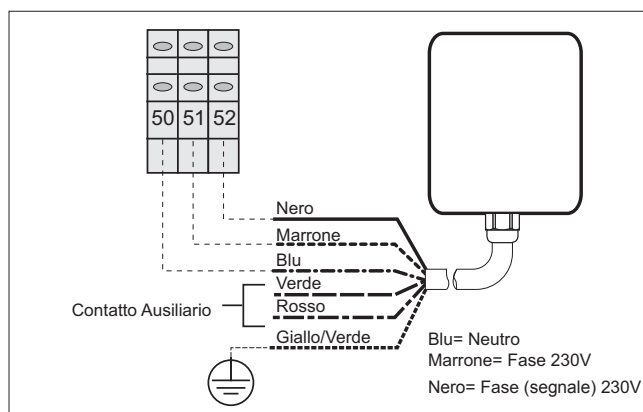 50 51 52
Nero
Marrone
Blu
Verde
Contatto Ausiliario
Rosso
Giallo/Verde
Blu= Neutro
Marrone= Fase 230V
Nero= Fase (segnale) 230V